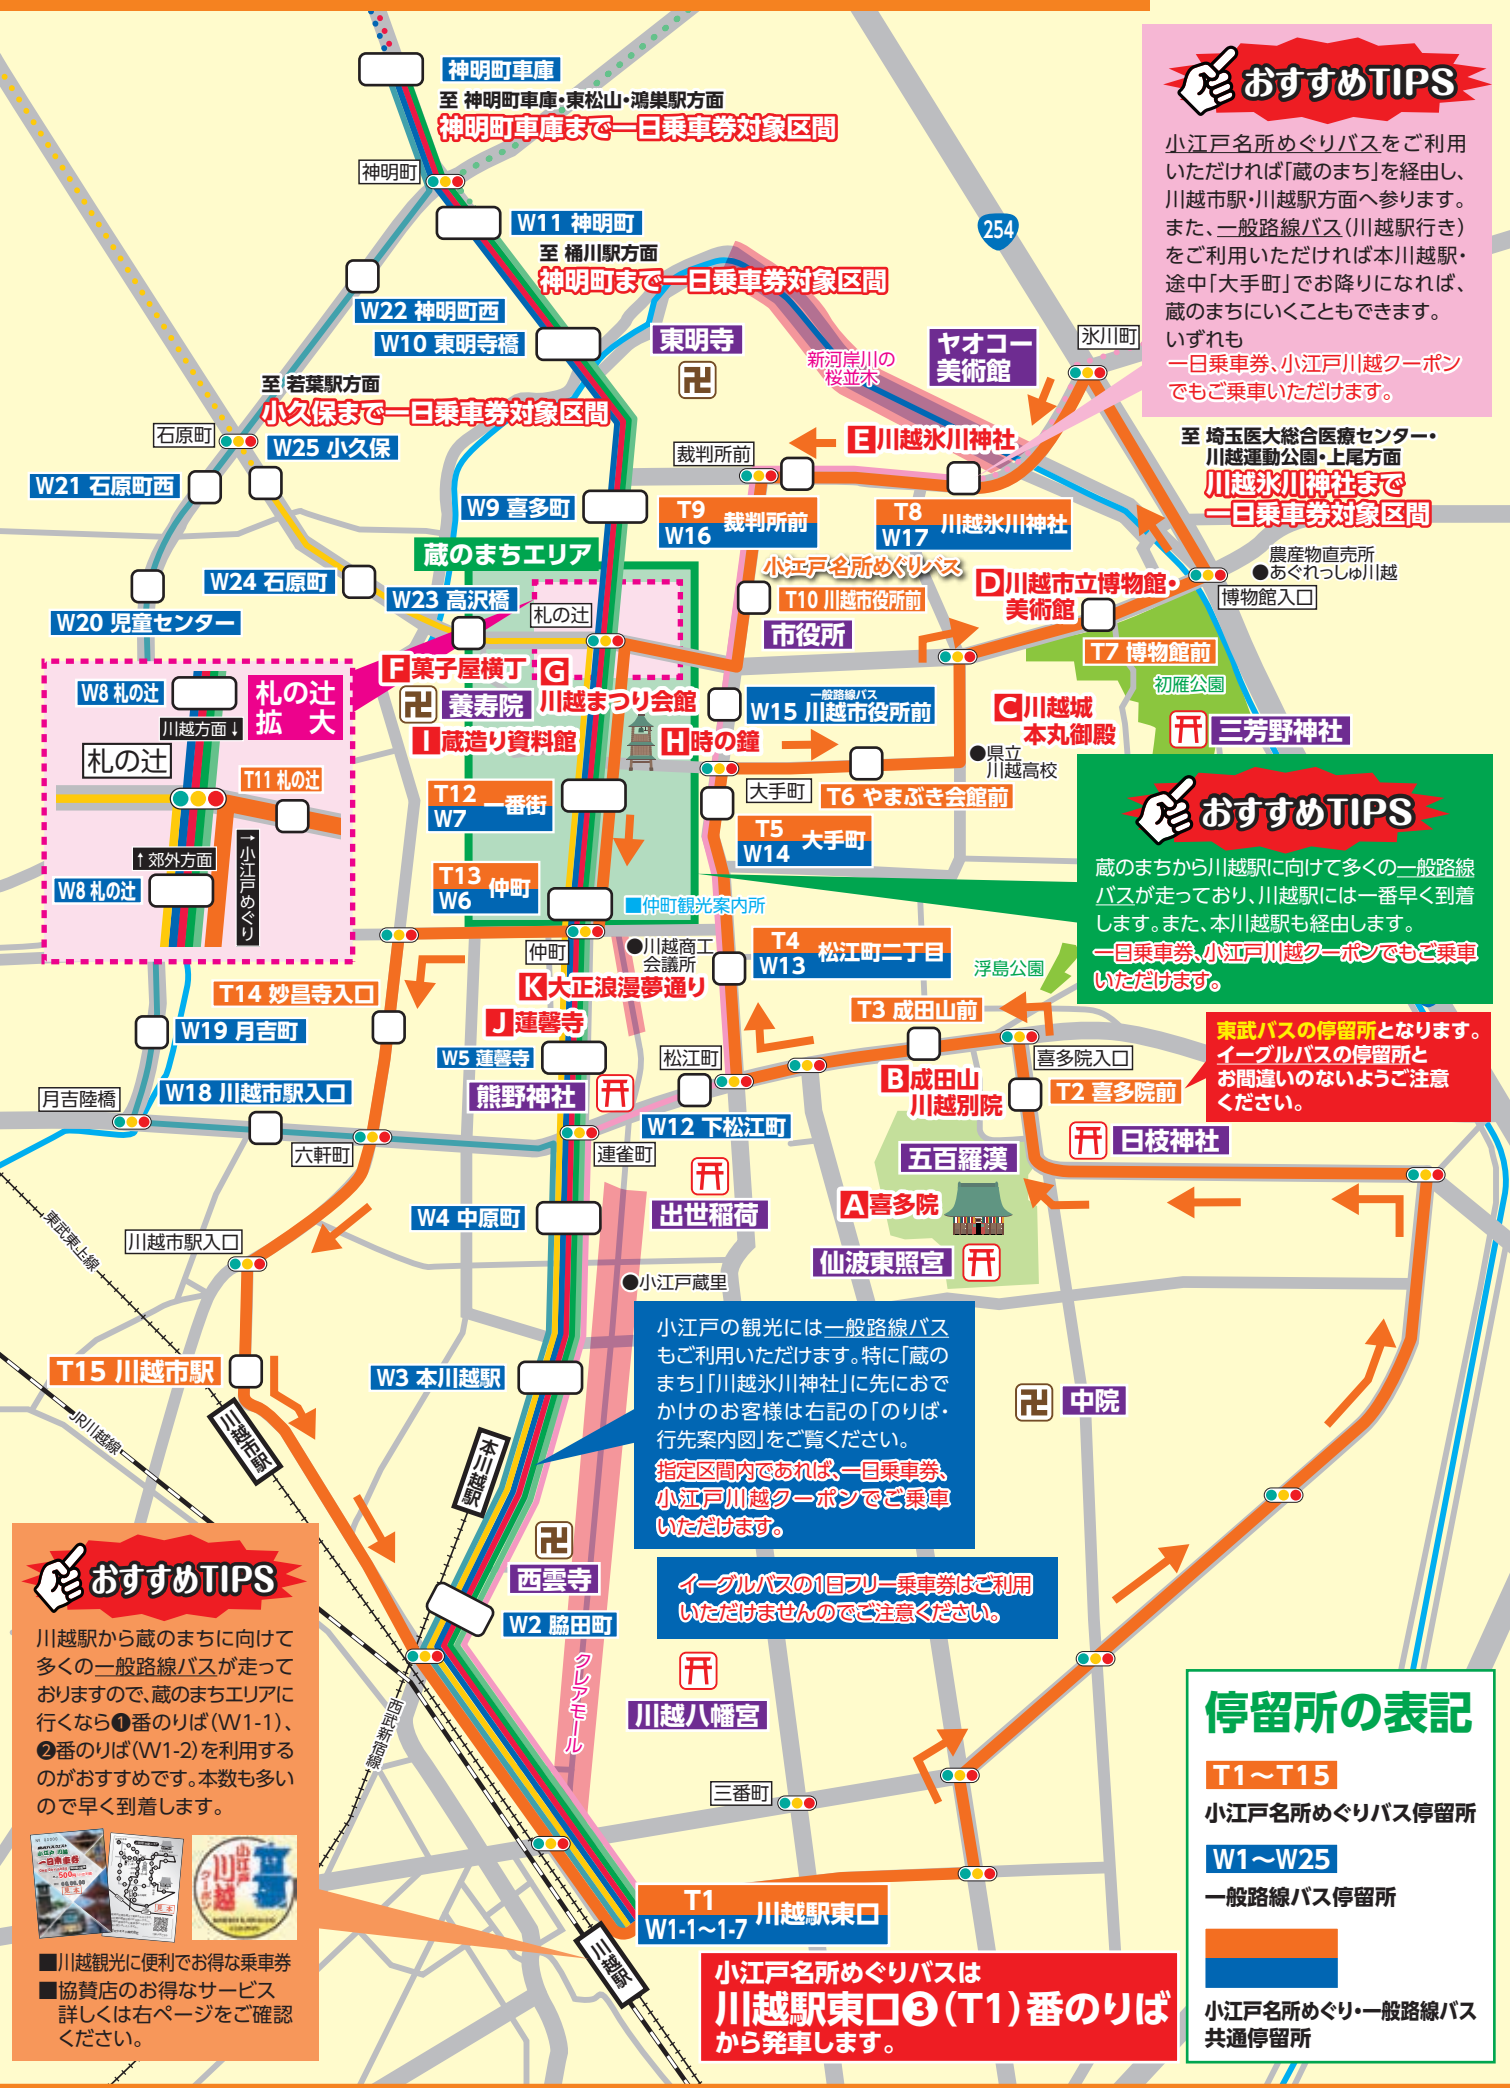 神明町車庫
至 神明町車庫・東松山・鴻巣駅方面
神明町車庫まで一日乗車券対象区間
神明町
W11 神明町
至 桶川駅方面
神明町まで一日乗車券対象区間
254
おすすめTIPS
小江戸名所めぐりバスをご利用
いただければ「蔵のまち」を経由し、
川越市駅・川越駅方面へ参ります。
また、一般路線バス(川越駅行き)
をご利用いただければ本川越駅・
途中「大手町」でお降りになれば、
蔵のまちにいくこともできます。
いずれも
一日乗車券、小江戸川越クーポン
でもご乗車いただけます。
W22 神明町西
W10 東明寺橋
東明寺
新河岸川の
桜並木
ヤオコー
美術館
氷川町
至 若葉駅方面
小久保まで一日乗車券対象区間
石原町
W25 小久保
W21 石原町西
裁判所前
E 川越氷川神社
至 埼玉医大総合医療センター・
川越運動公園・上尾方面
川越氷川神社まで
一日乗車券対象区間
W9 喜多町
T9
W16
裁判所前
T8
W17
川越氷川神社
農産物直売所
●あぐれっしゅ川越
博物館入口
蔵のまちエリア
W24 石原町
W23 高沢橋
札の辻
小江戸名所めぐりバス
T10 川越市役所前
市役所
D 川越市立博物館・
美術館
T7 博物館前
初雁公園
W20 児童センター
W8 札の辻
札の辻
拡 大
川越方面↓
札の辻
T11 札の辻
↑郊外方面
W8 札の辻
↑小江戸めぐり
F 菓子屋横丁
G
川越まつり会館
養寿院
I 蔵造り資料館
H 時の鐘
一般路線バス
W15 川越市役所前
C 川越城
本丸御殿
三芳野神社
●県立
川越高校
大手町
T6 やまぶき会館前
T12
W7
一番街
T5
W14
大手町
おすすめTIPS
蔵のまちから川越駅に向けて多くの一般路線
バスが走っており、川越駅には一番早く到着
します。また、本川越駅も経由します。
一日乗車券、小江戸川越クーポンでもご乗車
いただけます。
T13
W6
仲町
■仲町観光案内所
仲町
●川越商工
会議所
T4
W13
松江町二丁目
浮島公園
T14 妙昌寺入口
K 大正浪漫夢通り
J 蓮馨寺
T3 成田山前
W19 月吉町
W5 蓮馨寺
松江町
喜多院入口
東武バスの停留所となります。
イーグルバスの停留所と
お間違いのないようご注意
ください。
月吉陸橋
W18 川越市駅入口
熊野神社
B 成田山
川越別院
T2 喜多院前
W12 下松江町
六軒町
連雀町
五百羅漢
日枝神社
出世稲荷
A 喜多院
W4 中原町
仙波東照宮
東武東上線
川越市駅入口
●小江戸蔵里
小江戸の観光には一般路線バス
もご利用いただけます。特に「蔵の
まち」「川越氷川神社」に先におで
かけのお客様は右記の「のりば・
行先案内図」をご覧ください。
指定区間内であれば、一日乗車券、
小江戸川越クーポンでご乗車
いただけます。
T15 川越市駅
W3 本川越駅
中院
JR川越線
川越市駅
本川越駅
おすすめTIPS
川越駅から蔵のまちに向けて
多くの一般路線バスが走って
おりますので、蔵のまちエリアに
行くなら❶番のりば(W1-1)、
❷番のりば(W1-2)を利用する
のがおすすめです。本数も多い
ので早く到着します。
西雲寺
W2 脇田町
イーグルバスの1日フリー乗車券はご利用
いただけませんのでご注意ください。
クレアモール
川越八幡宮
西武新宿線
三番町
停留所の表記
T1～T15
小江戸名所めぐりバス停留所
W1～W25
一般路線バス停留所
小江戸名所めぐり・一般路線バス
共通停留所
一日乗車券
500
見本
見本
小江戸
川越
クーポン
■川越観光に便利でお得な乗車券
■協賛店のお得なサービス
詳しくは右ページをご確認
ください。
T1
W1-1～1-7
川越駅東口
川越駅
小江戸名所めぐりバスは
川越駅東口❸(T1)番のりば
から発車します。